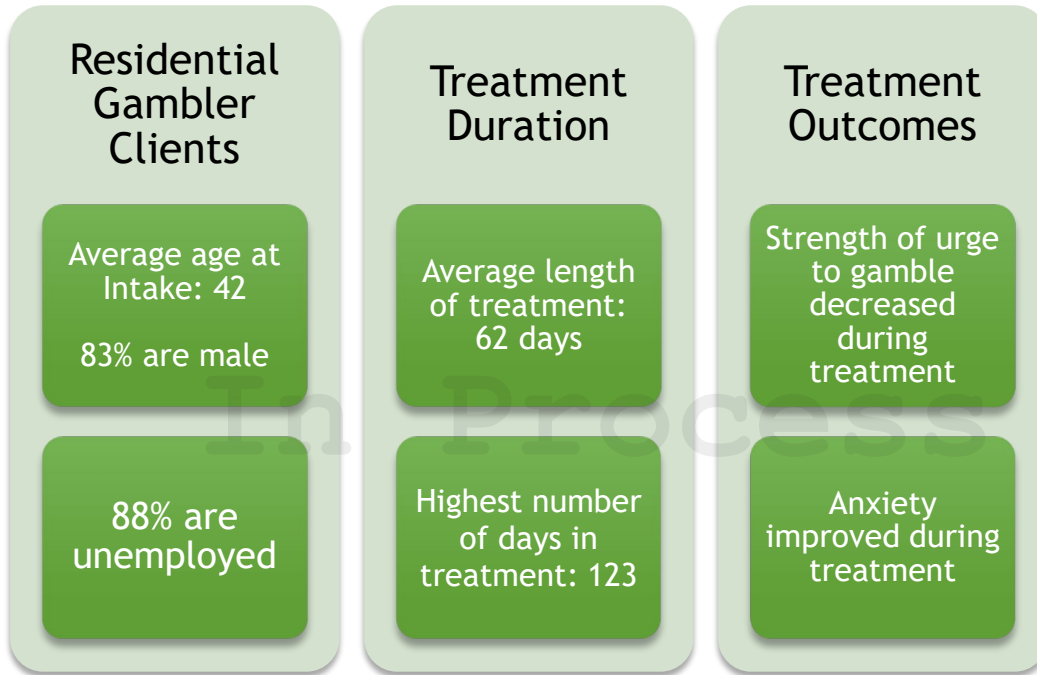 Residential
Gambler
Clients
Average age at
Intake: 42
83% are male
88% are
unemployed
Treatment
Duration
Average length
of treatment:
62 days
Highest number
of days in
treatment: 123
Treatment
Outcomes
Strength of urge
to gamble
decreased
during
treatment
Anxiety
improved during
treatment
In Process